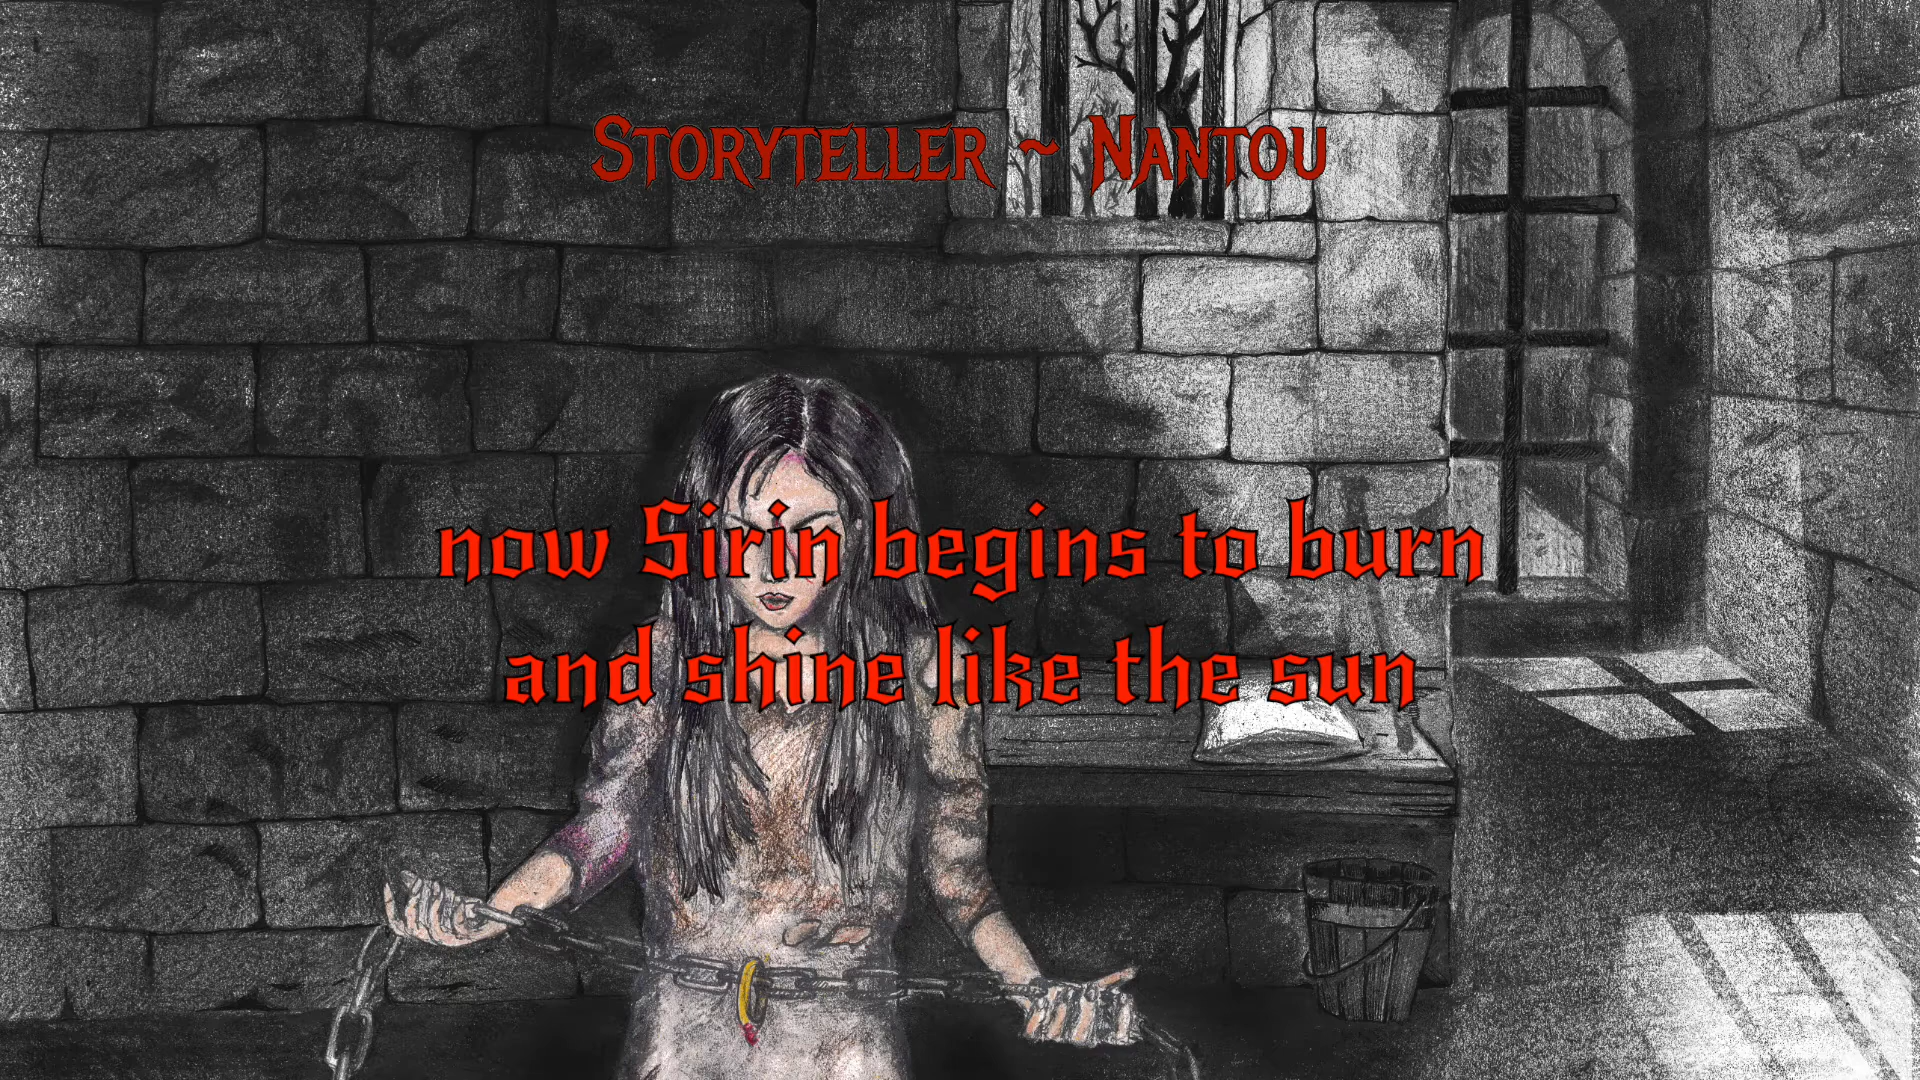 Storyteller ~ Nantou
now Sirin begins to burn
and shine like the sun